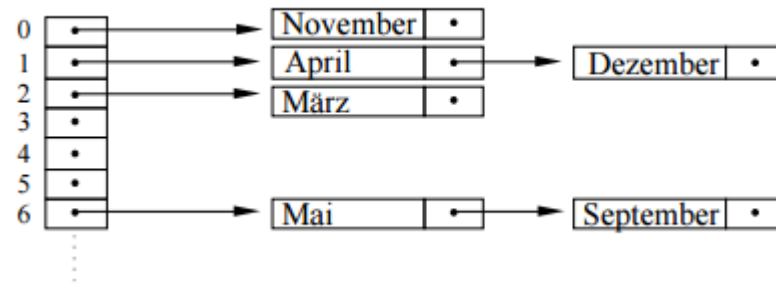 0 November
1 April Dezember
2 März
3
4
5
6 Mai September